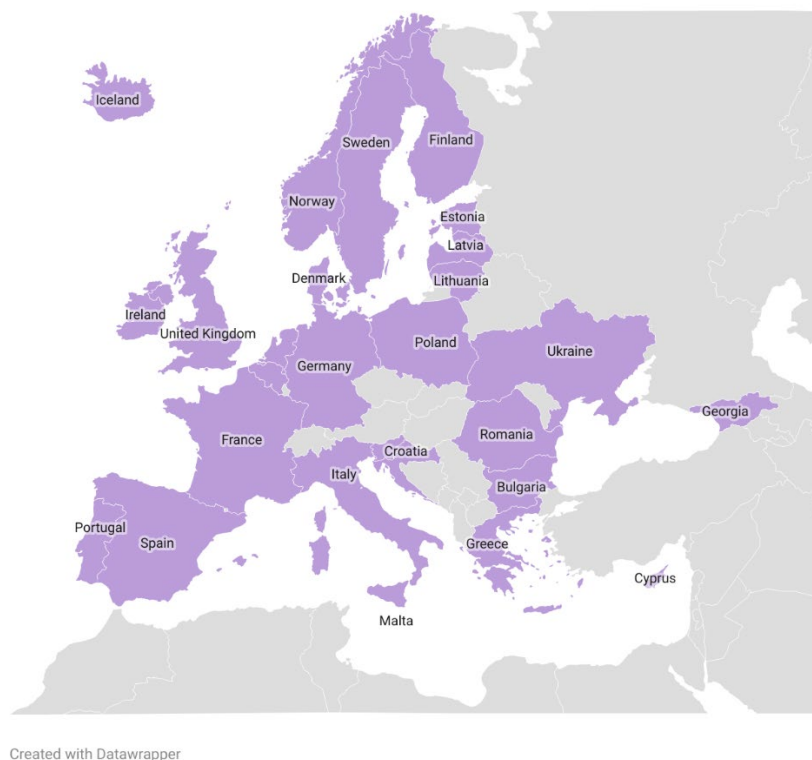 Iceland
Sweden
Finland
Norway
Estonia
Latvia
Denmark
Lithuania
Ireland
United Kingdom
Poland
Ukraine
Germany
Georgia
France
Romania
Croatia
Italy
Bulgaria
Portugal
Spain
Greece
Cyprus
Malta
Created with Datawrapper